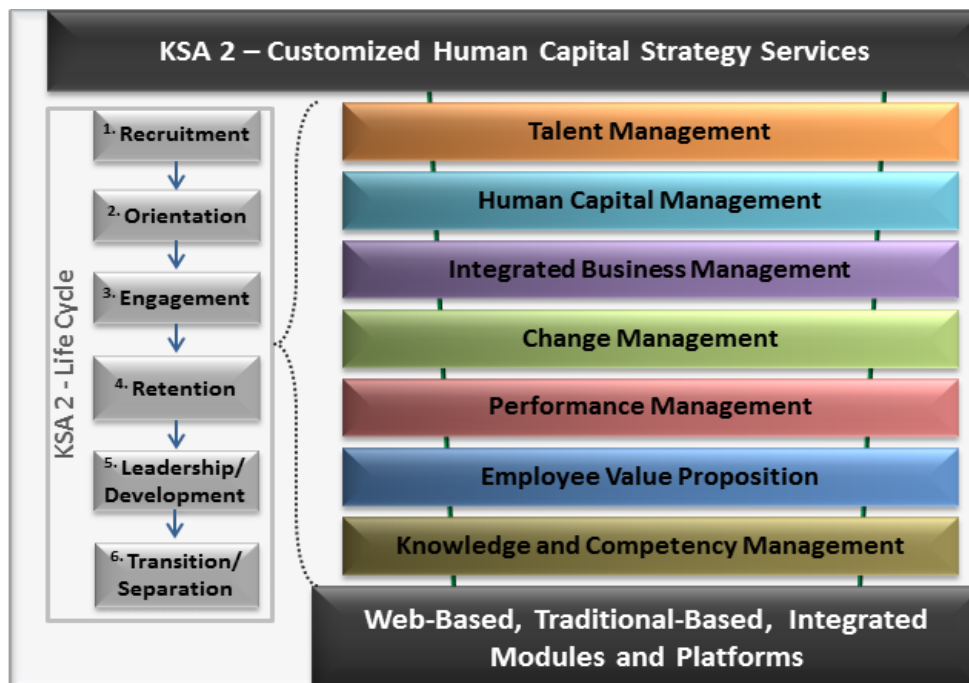 KSA 2 – Customized Human Capital Strategy Services
KSA 2 - Life Cycle
1. Recruitment
2. Orientation
3. Engagement
4. Retention
5. Leadership/
Development
6. Transition/
Separation
Talent Management
Human Capital Management
Integrated Business Management
Change Management
Performance Management
Employee Value Proposition
Knowledge and Competency Management
Web-Based, Traditional-Based, Integrated
Modules and Platforms